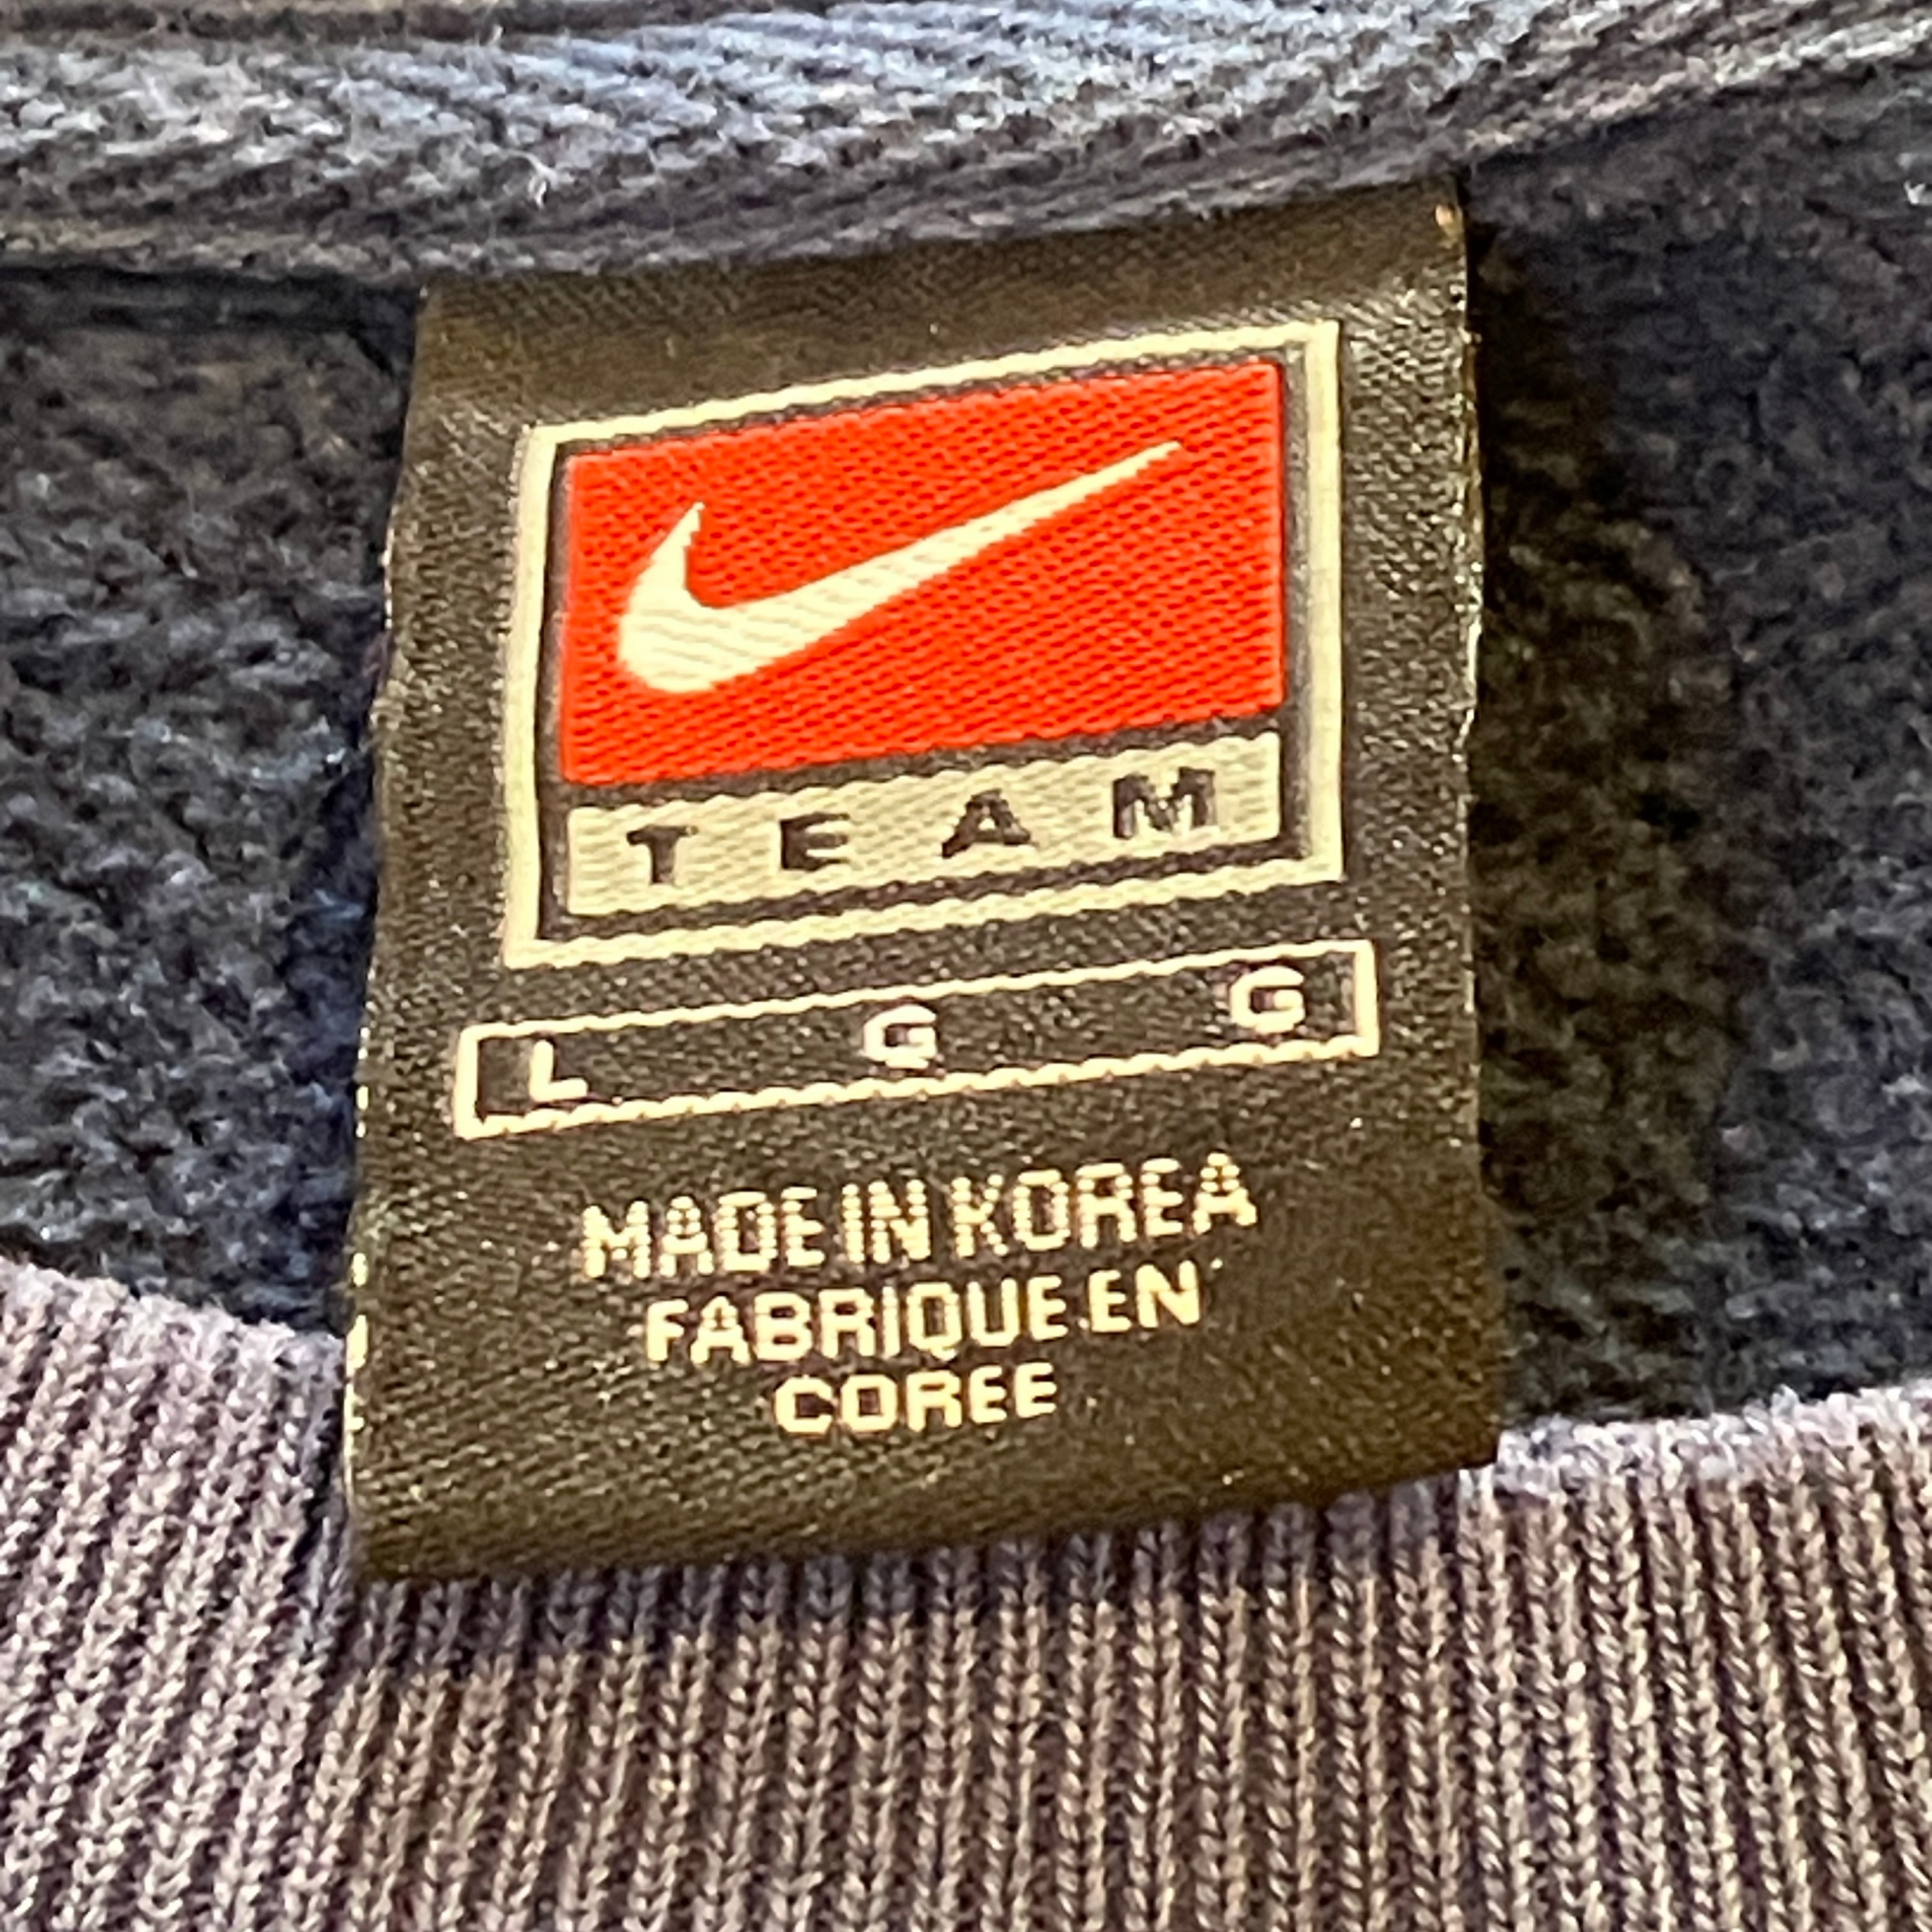 TEAM
L G G
MADE IN KOREA
FABRIQUE EN
COREE